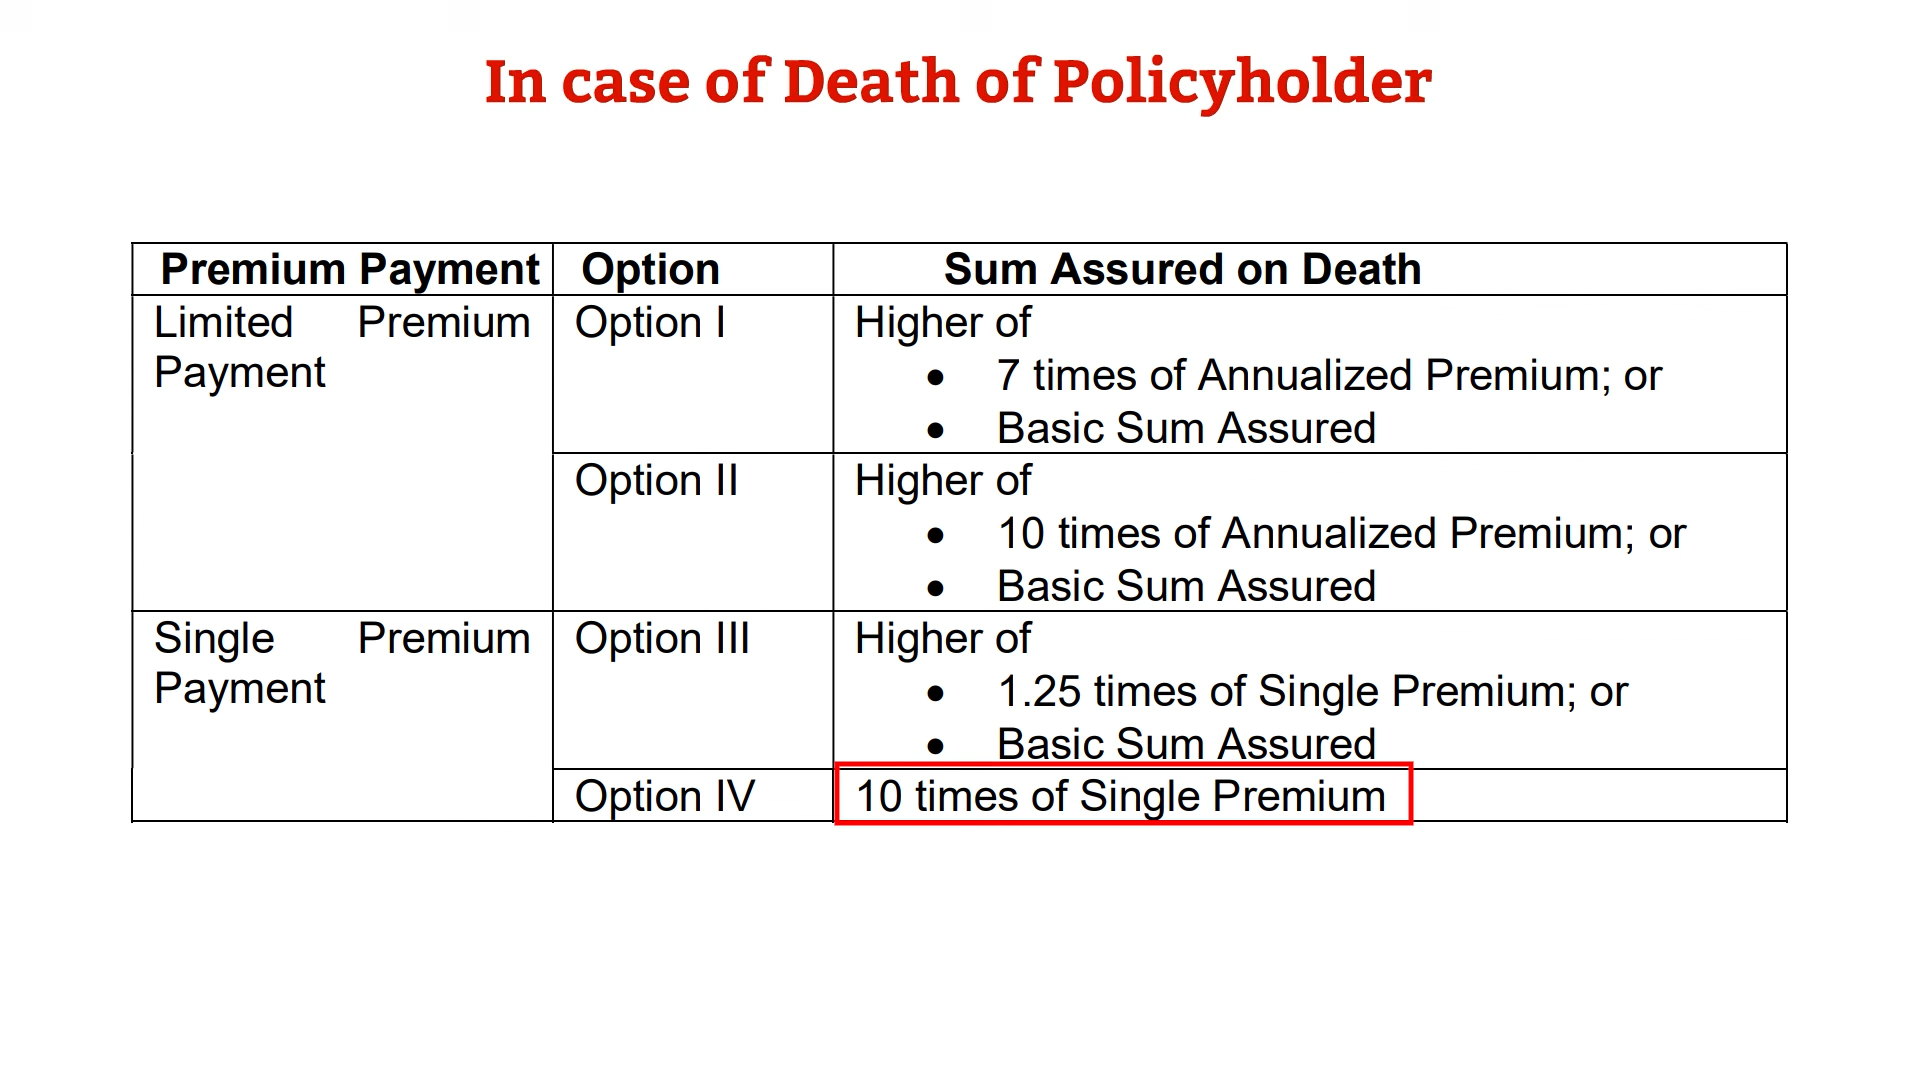 In case of Death of Policyholder
Premium Payment Option Sum Assured on Death
Limited Premium Payment
Option I
Higher of
• 7 times of Annualized Premium; or
• Basic Sum Assured
Option II
Higher of
• 10 times of Annualized Premium; or
• Basic Sum Assured
Single Premium Payment
Option III
Higher of
• 1.25 times of Single Premium; or
• Basic Sum Assured
Option IV
10 times of Single Premium